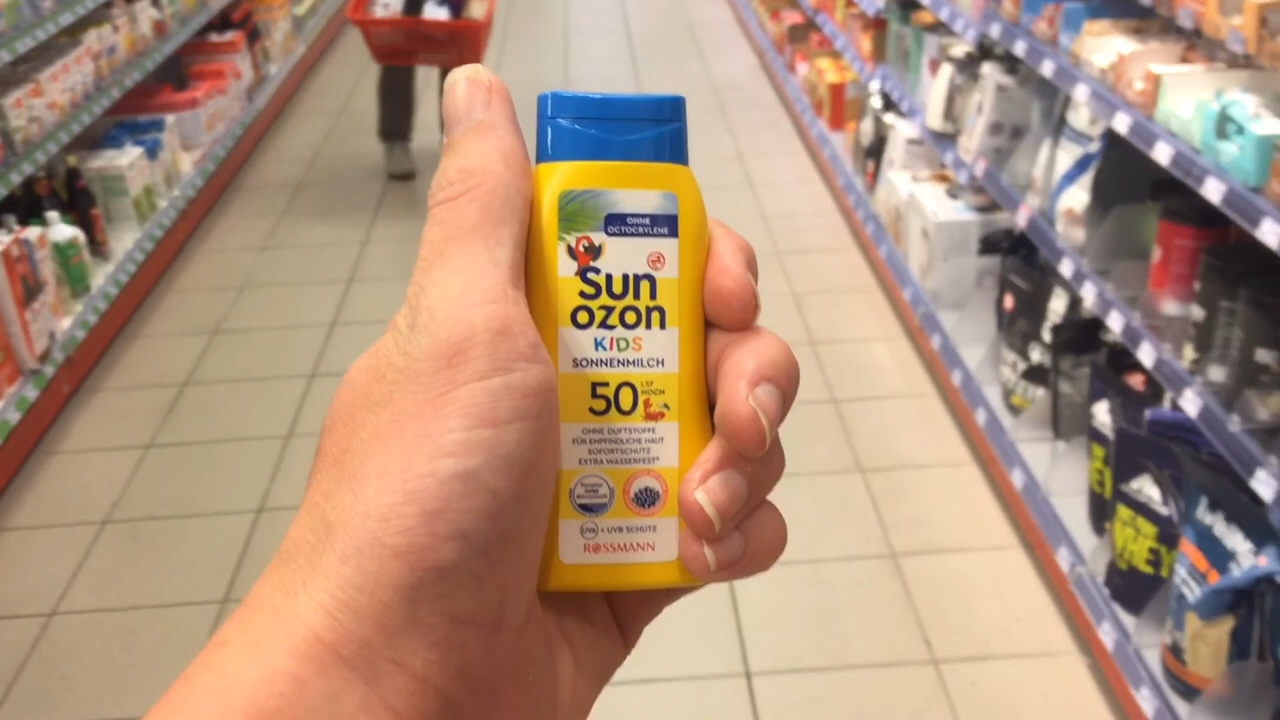 OHNE
OCTOCRYLENE
Sun
ozon
KIDS
SONNENMILCH
50 LSF
HOCH
OHNE DUFTSTOFFE
FÜR EMPFINDLICHE HAUT
SOFORTSCHUTZ
EXTRA WASSERFEST*
UVA + UVB SCHUTZ
ROSSMANN
WHEY